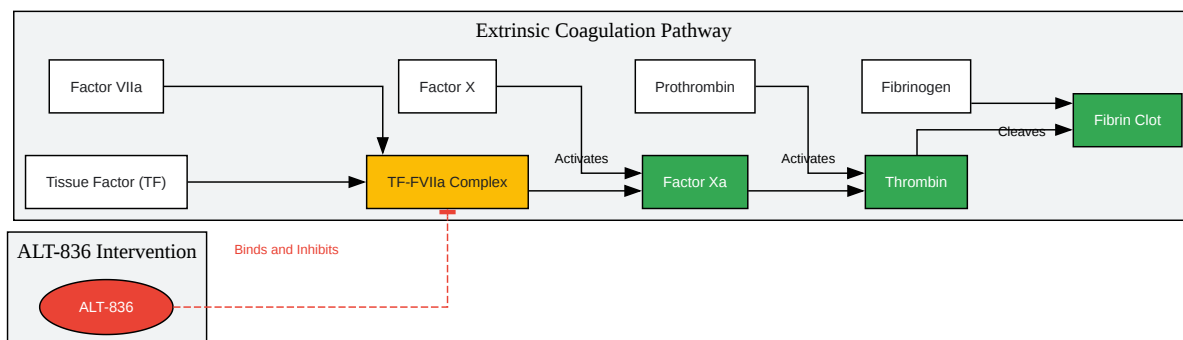 Extrinsic Coagulation Pathway
Factor VIIa
Factor X
Prothrombin
Fibrinogen
Fibrin Clot
Cleaves
Activates
Activates
Tissue Factor (TF)
TF-FVIIa Complex
Factor Xa
Thrombin
ALT-836 Intervention
Binds and Inhibits
ALT-836